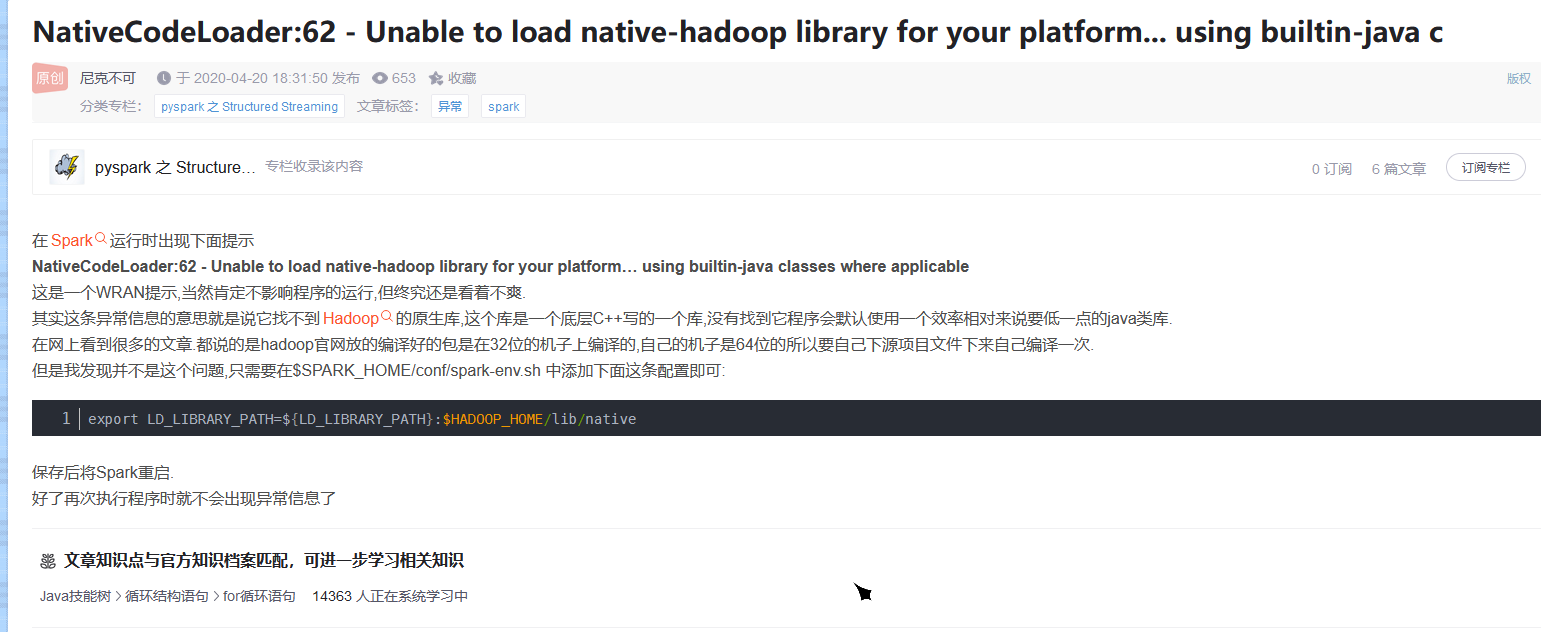 NativeCodeLoader:62 - Unable to load native-hadoop library for your platform... using builtin-java c
原创 尼克不可 于 2020-04-20 18:31:50 发布 653 收藏 版权
分类专栏： pyspark 之 Structured Streaming 文章标签： 异常 spark
pyspark 之 Structure... 专栏收录该内容 0 订阅 6 篇文章 订阅专栏
在 Spark 运行时出现下面提示
NativeCodeLoader:62 - Unable to load native-hadoop library for your platform… using builtin-java classes where applicable
这是一个WRAN提示,当然肯定不影响程序的运行,但终究还是看着不爽.
其实这条异常信息的意思就是说它找不到 Hadoop 的原生库,这个库是一个底层C++写的一个库,没有找到它程序会默认使用一个效率相对来说要低一点的java类库.
在网上看到很多的文章.都说的是hadoop官网放的编译好的包是在32位的机子上编译的,自己的机子是64位的所以要自己下源项目文件下来自己编译一次.
但是我发现并不是这个问题,只需要在$SPARK_HOME/conf/spark-env.sh 中添加下面这条配置即可:
1 export LD_LIBRARY_PATH=${LD_LIBRARY_PATH}:$HADOOP_HOME/lib/native
保存后将Spark重启.
好了再次执行程序时就不会出现异常信息了
文章知识点与官方知识档案匹配，可进一步学习相关知识
Java技能树 > 循环结构语句 > for循环语句 14363 人正在系统学习中